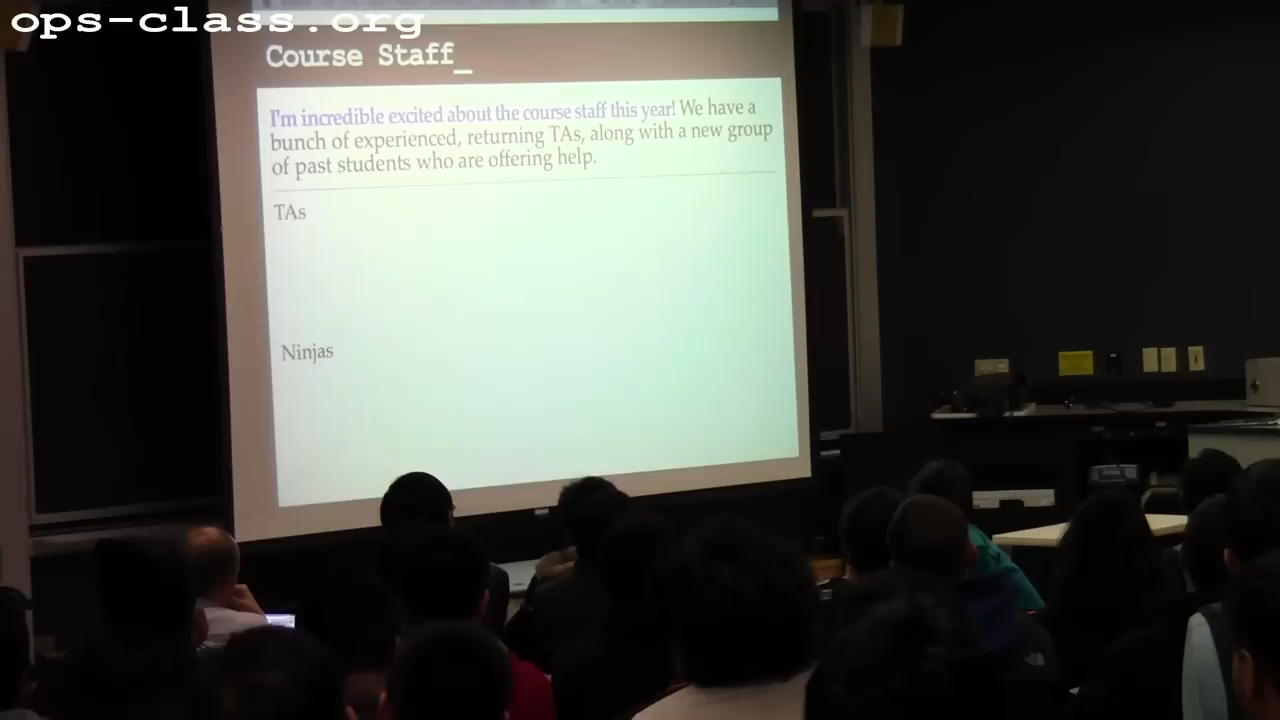 ops-class.org
Course Staff_
I'm incredible excited about the course staff this year! We have a
bunch of experienced, returning TAs, along with a new group
of past students who are offering help.
TAs
Ninjas